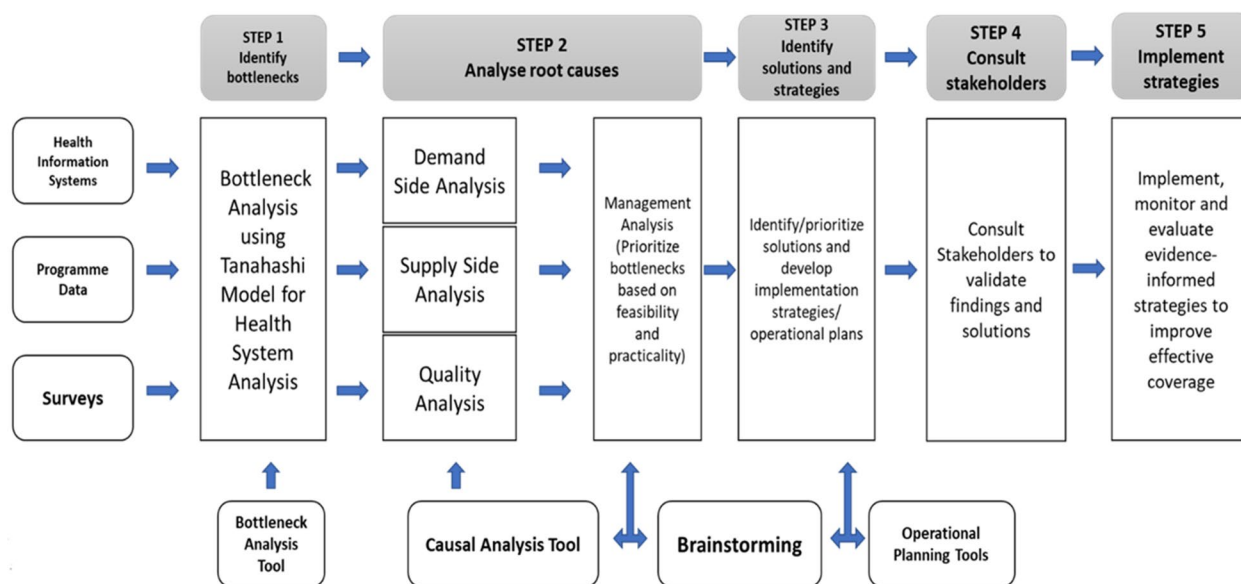 STEP 1
Identify
bottlenecks
STEP 2
Analyse root causes
STEP 3
Identify
solutions and
strategies
STEP 4
Consult
stakeholders
STEP 5
Implement
strategies
Health
Information
Systems
Programme
Data
Surveys
Bottleneck
Analysis
using
Tanahashi
Model for
Health
System
Analysis
Demand
Side Analysis
Supply Side
Analysis
Quality
Analysis
Management
Analysis
(Prioritize
bottlenecks
based on
feasibility
and
practicality)
Identify/prioritize
solutions and
develop
implementation
strategies/
operational plans
Consult
Stakeholders to
validate
findings and
solutions
Implement,
monitor and
evaluate
evidence-
informed
strategies to
improve
effective
coverage
Bottleneck
Analysis
Tool
Causal Analysis Tool
Brainstorming
Operational
Planning Tools